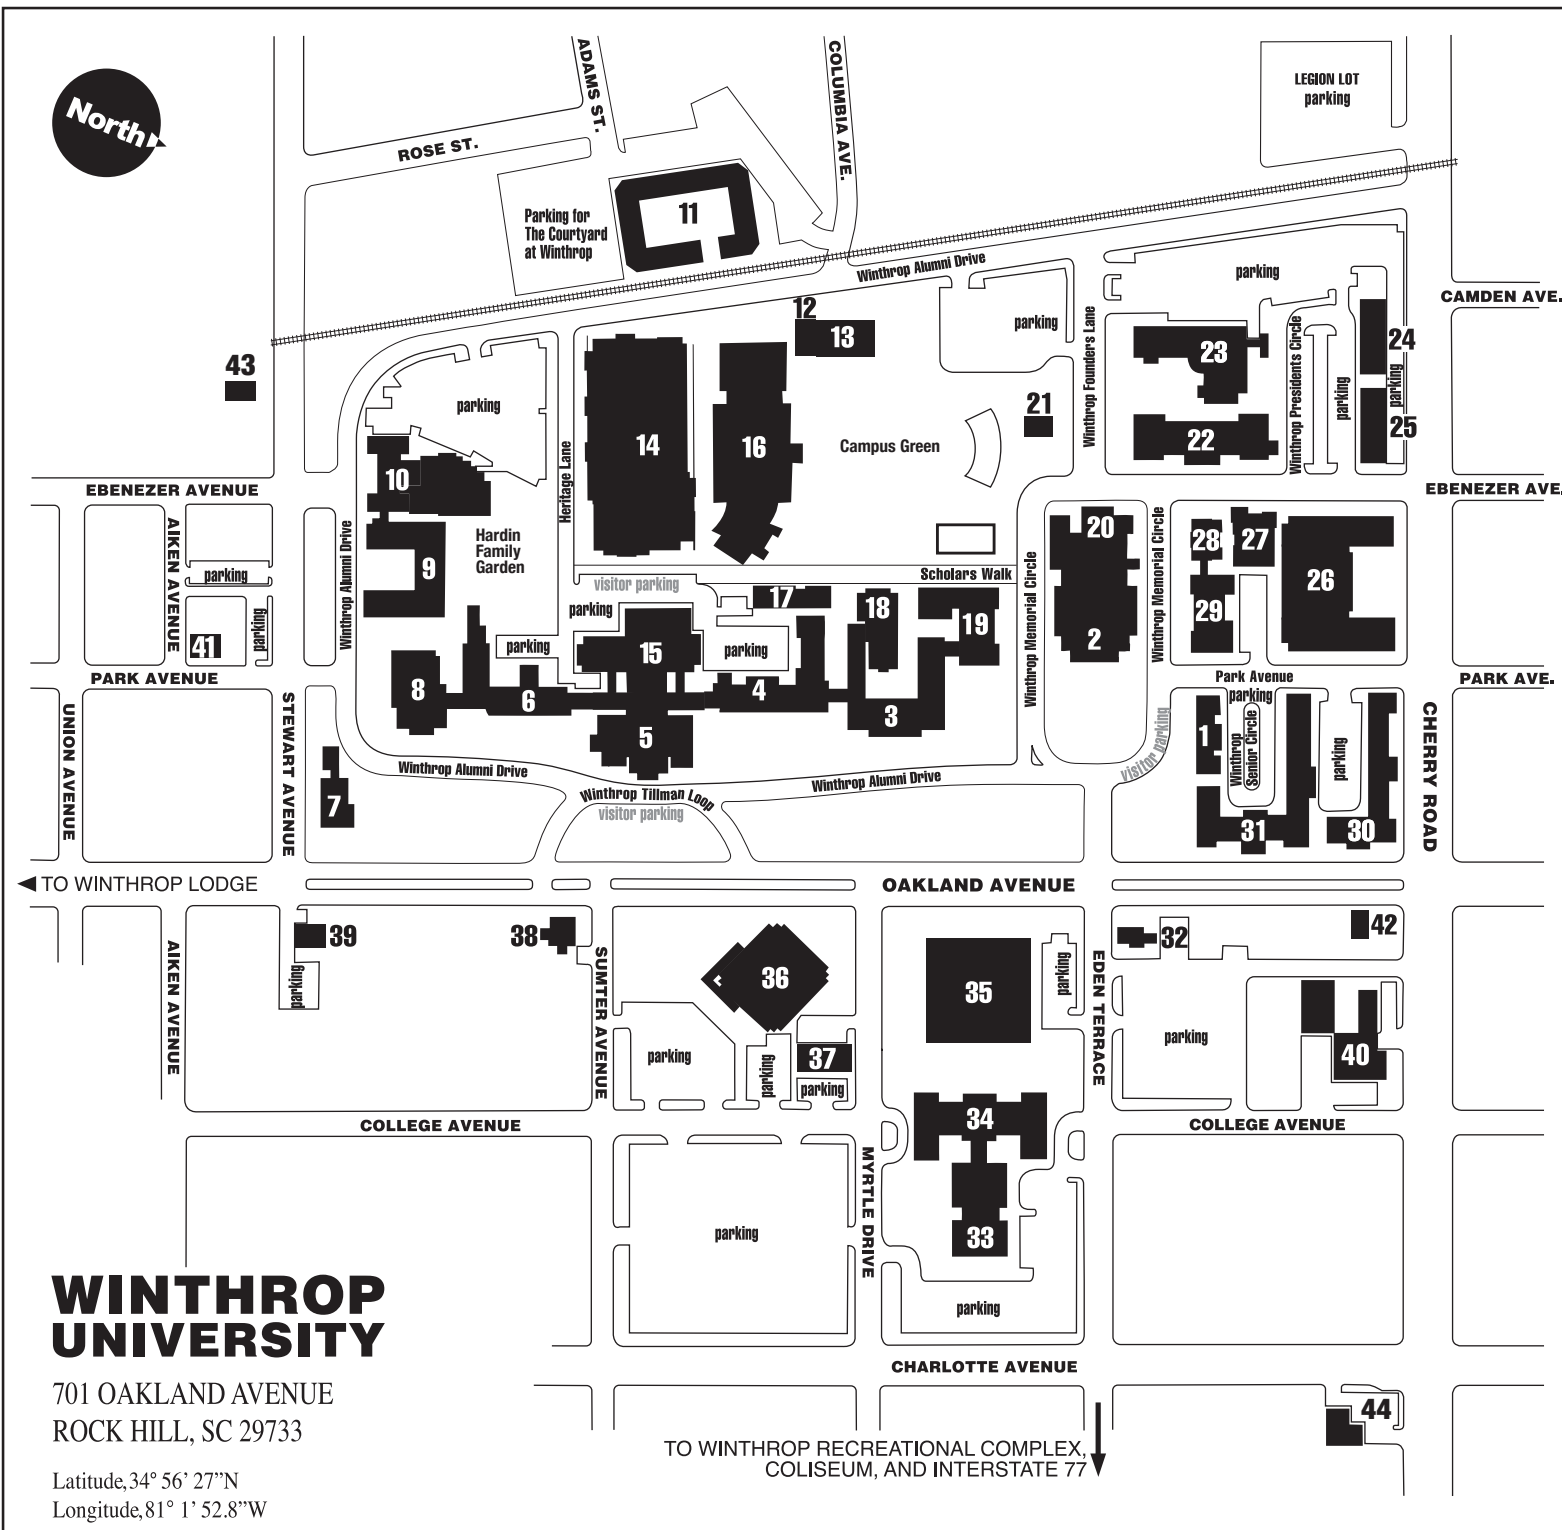 North
ADAMS ST.
COLUMBIA AVE.
LEGION LOT
parking
ROSE ST.
Parking for
The Courtyard
at Winthrop
11
Winthrop Alumni Drive
parking
CAMDEN AVE.
12
13
parking
Winthrop Founders Lane
23
Winthrop Presidents Circle
24
parking
parking
25
43
parking
14
16
Campus Green
21
22
10
Heritage Lane
EBENEZER AVENUE
EBENEZER AVE.
AIKEN AVENUE
parking
parking
41
Winthrop Alumni Drive
9
Hardin
Family
Garden
visitor parking
parking
Scholars Walk
17
18
19
Winthrop Memorial Circle
20
2
Winthrop Memorial Circle
28
27
26
29
parking
15
parking
PARK AVENUE
Park Avenue
parking
PARK AVE.
UNION AVENUE
STEWART AVENUE
8
6
4
3
5
1
Winthrop
Senior Circle
parking
CHERRY ROAD
visitor parking
7
Winthrop Alumni Drive
Winthrop Tillman Loop
visitor parking
Winthrop Alumni Drive
31
30
TO WINTHROP LODGE
OAKLAND AVENUE
39
parking
38
AIKEN AVENUE
SUMTER AVENUE
36
35
parking
EDEN TERRACE
32
42
parking
parking
37
parking
parking
40
34
COLLEGE AVENUE
COLLEGE AVENUE
MYRTLE DRIVE
parking
33
parking
WINTHROP
UNIVERSITY
701 OAKLAND AVENUE
ROCK HILL, SC 29733
Latitude,34° 56’ 27”N
Longitude,81° 1’ 52.8”W
CHARLOTTE AVENUE
44
TO WINTHROP RECREATIONAL COMPLEX,
COLISEUM, AND INTERSTATE 77